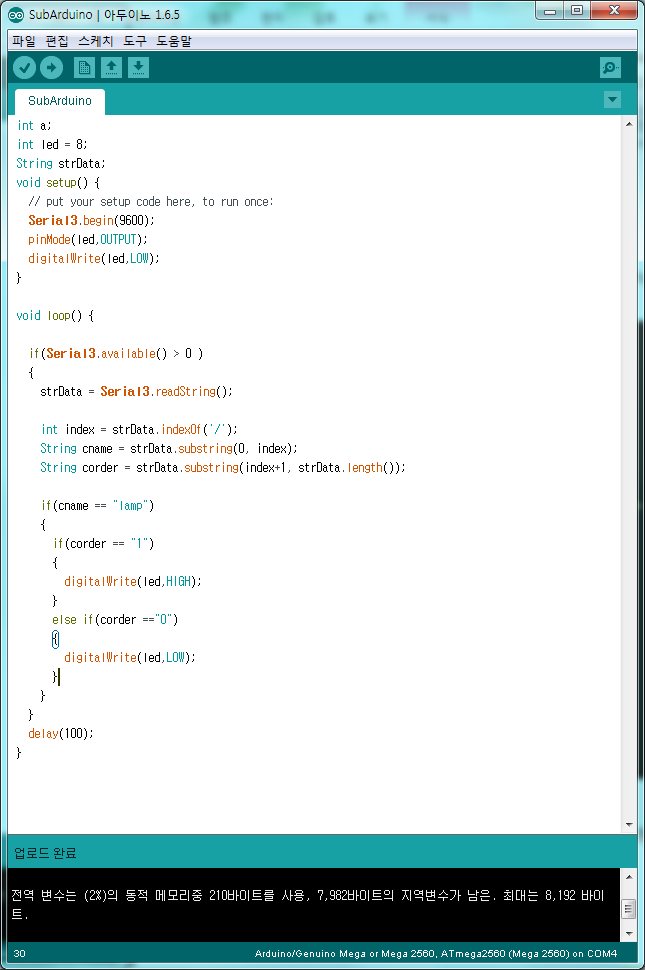 SubArduino | 아두이노 1.6.5
파일 편집 스케치 도구 도움말
SubArduino
int a;
int led = 8;
String strData;
void setup() {
  // put your setup code here, to run once:
  Serial3.begin(9600);
  pinMode(led,OUTPUT);
  digitalWrite(led,LOW);
}
void loop() {
  if(Serial3.available() > 0 )
  {
    strData = Serial3.readString();
    int index = strData.indexOf('/');
    String cname = strData.substring(0, index);
    String corder = strData.substring(index+1, strData.length());
    if(cname == "lamp")
    {
      if(corder == "1")
      {
        digitalWrite(led,HIGH);
      }
      else if(corder =="0")
      {
        digitalWrite(led,LOW);
      }
    }
  }
  delay(100);
}
업로드 완료
전역 변수는 (2%)의 동적 메모리중 210바이트를 사용, 7,982바이트의 지역변수가 남은. 최대는 8,192 바이
트.
30 Arduino/Genuino Mega or Mega 2560, ATmega2560 (Mega 2560) on COM4